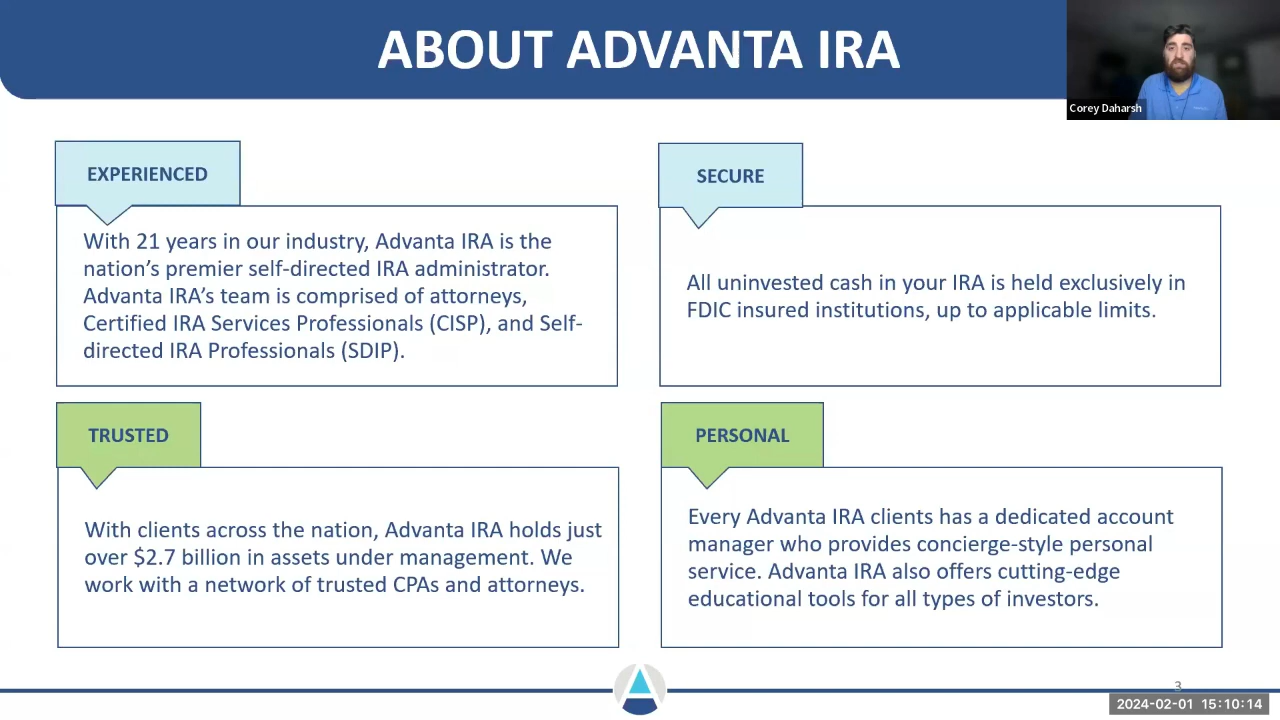 ABOUT ADVANTA IRA
Corey Daharsh
EXPERIENCED
With 21 years in our industry, Advanta IRA is the
nation’s premier self-directed IRA administrator.
Advanta IRA’s team is comprised of attorneys,
Certified IRA Services Professionals (CISP), and Self-
directed IRA Professionals (SDIP).
SECURE
All uninvested cash in your IRA is held exclusively in
FDIC insured institutions, up to applicable limits.
TRUSTED
With clients across the nation, Advanta IRA holds just
over $2.7 billion in assets under management. We
work with a network of trusted CPAs and attorneys.
PERSONAL
Every Advanta IRA clients has a dedicated account
manager who provides concierge-style personal
service. Advanta IRA also offers cutting-edge
educational tools for all types of investors.
3
2024-02-01 15:10:14